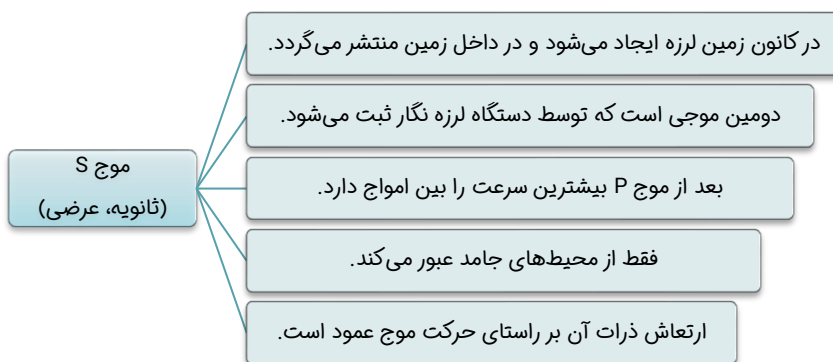 موج S
(ثانویه، عرضی)
در کانون زمین لرزه ایجاد می‌شود و در داخل زمین منتشر می‌گردد.
دومین موجی است که توسط دستگاه لرزه نگار ثبت می‌شود.
بعد از موج P بیشترین سرعت را بین امواج دارد.
فقط از محیط‌های جامد عبور می‌کند.
ارتعاش ذرات آن بر راستای حرکت موج عمود است.